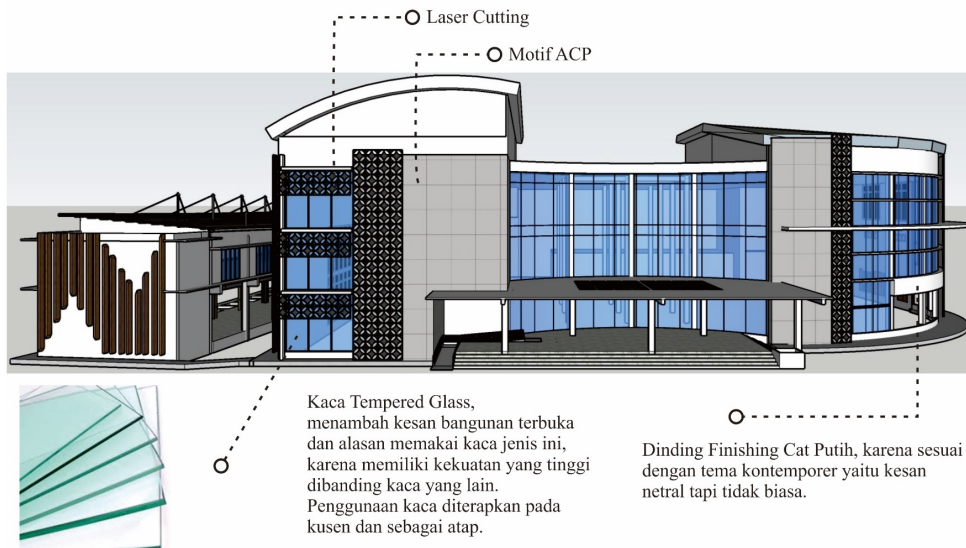 Laser Cutting
Motif ACP
Kaca Tempered Glass,
menambah kesan bangunan terbuka
dan alasan memakai kaca jenis ini,
karena memiliki kekuatan yang tinggi
dibanding kaca yang lain.
Penggunaan kaca diterapkan pada
kusen dan sebagai atap.
Dinding Finishing Cat Putih, karena sesuai
dengan tema kontemporer yaitu kesan
netral tapi tidak biasa.